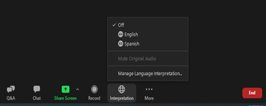 Off
English
Spanish
Mute Original Audio
Manage Language Interpretation...
Q&A
Chat
Share Screen
Record
Interpretation
More
End